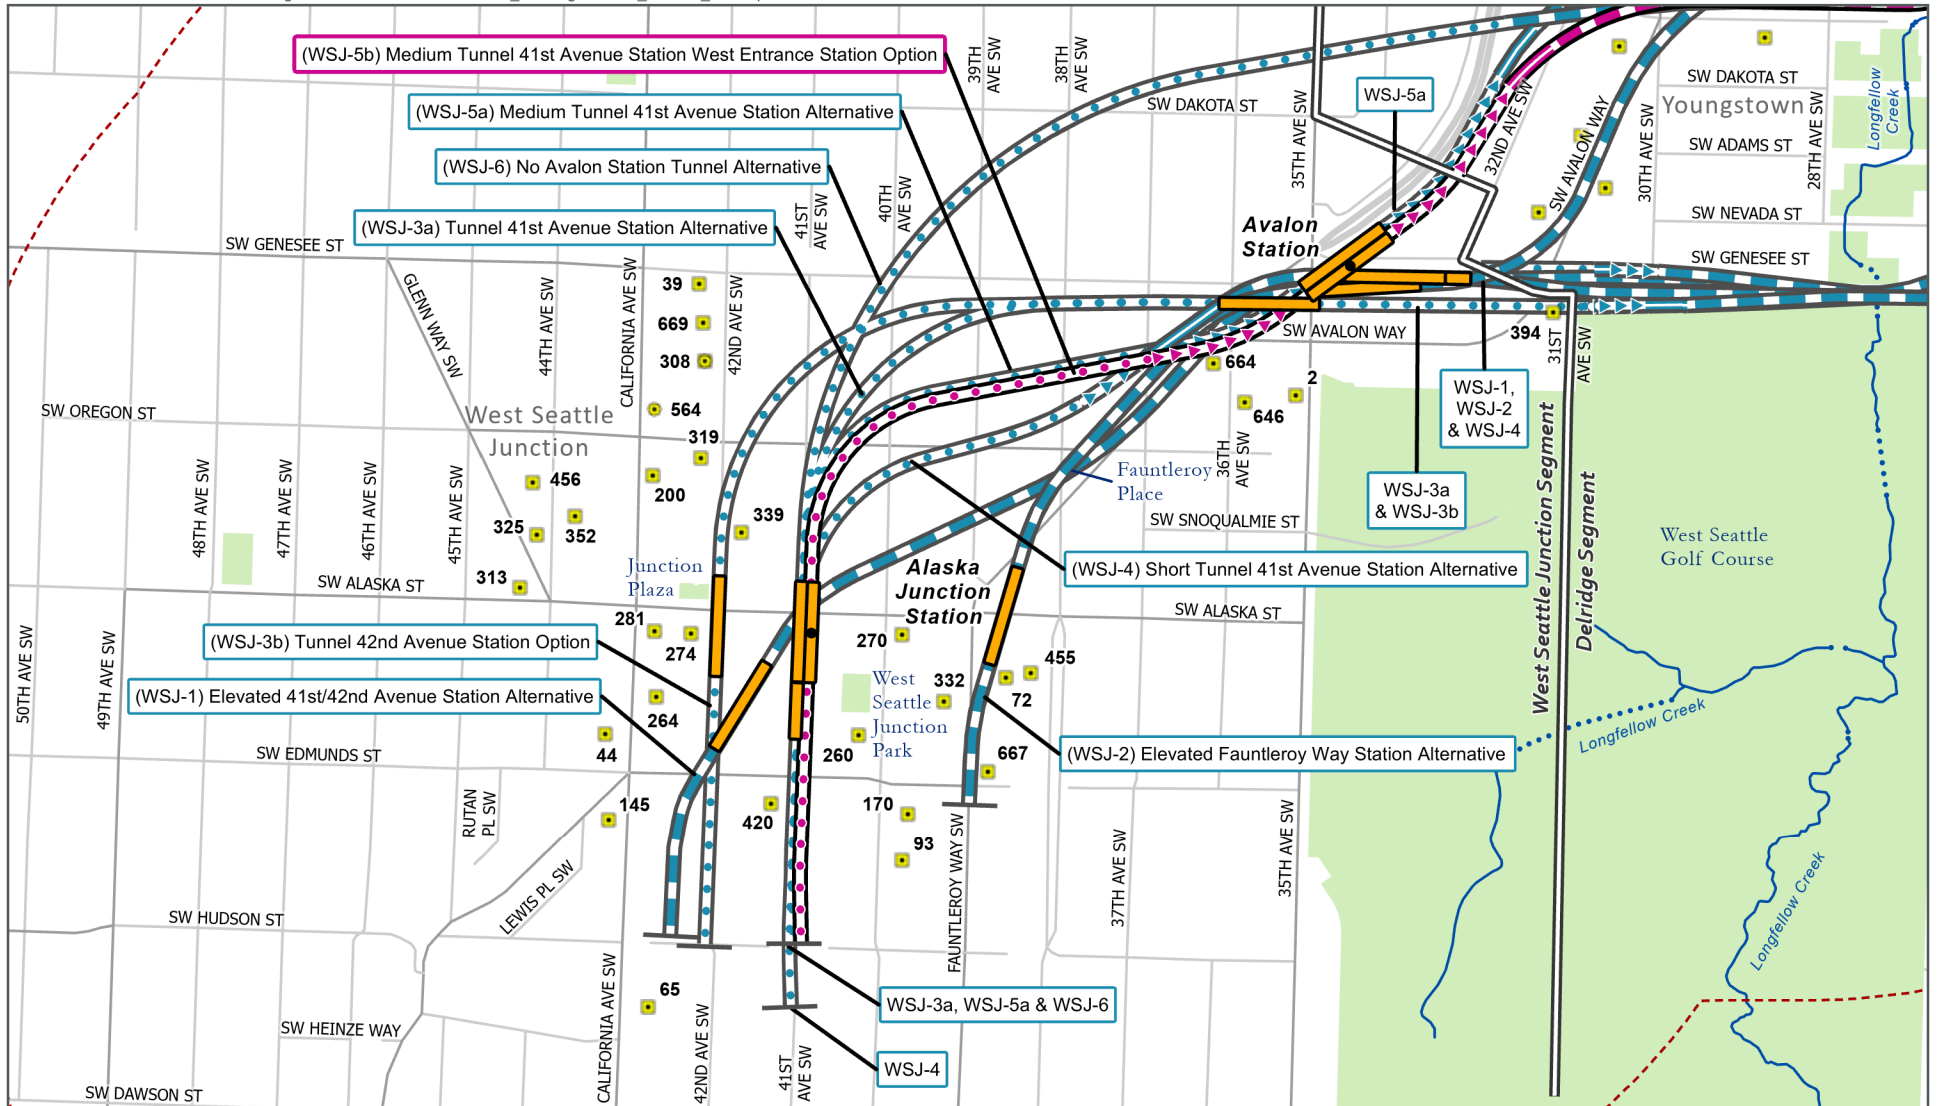 (WSJ-5b) Medium Tunnel 41st Avenue Station West Entrance Station Option
39TH
AVE SW
38TH
AVE SW
SW DAKOTA ST
Youngstown
WSJ-5a
(WSJ-5a) Medium Tunnel 41st Avenue Station Alternative
SW DAKOTA ST
35TH AVE SW
32ND AVE SW
SW AVALON WAY
30TH AVE SW
28TH AVE SW
Longfellow
Creek
SW ADAMS ST
(WSJ-6) No Avalon Station Tunnel Alternative
40TH
AVE SW
41ST
AVE SW
SW NEVADA ST
(WSJ-3a) Tunnel 41st Avenue Station Alternative
Avalon
Station
SW GENESEE ST
SW GENESEE ST
GLENN WAY SW
44TH AVE SW
CALIFORNIA AVE SW
39
669
308
42ND AVE SW
SW AVALON WAY
394
31ST
AVE SW
664
2
646
WSJ-1,
WSJ-2
& WSJ-4
SW OREGON ST
West Seattle
Junction
564
319
36TH
AVE SW
Fauntleroy
Place
WSJ-3a
& WSJ-3b
48TH AVE SW
47TH AVE SW
46TH AVE SW
45TH AVE SW
456
200
325
352
339
SW SNOQUALMIE ST
West Seattle Junction Segment
Delridge Segment
West Seattle
Golf Course
313
SW ALASKA ST
Junction
Plaza
Alaska
Junction
Station
(WSJ-4) Short Tunnel 41st Avenue Station Alternative
SW ALASKA ST
50TH AVE SW
49TH AVE SW
281
274
270
(WSJ-3b) Tunnel 42nd Avenue Station Option
455
332
72
West
Seattle
Junction
Park
(WSJ-1) Elevated 41st/42nd Avenue Station Alternative
264
44
260
667
(WSJ-2) Elevated Fauntleroy Way Station Alternative
Longfellow Creek
SW EDMUNDS ST
RUTAN
PL SW
145
420
170
93
FAUNTLEROY WAY SW
37TH AVE SW
35TH AVE SW
LEWIS PL SW
SW HUDSON ST
Longfellow Creek
CALIFORNIA AVE SW
65
42ND AVE SW
41ST
AVE SW
WSJ-3a, WSJ-5a & WSJ-6
SW HEINZE WAY
WSJ-4
SW DAWSON ST